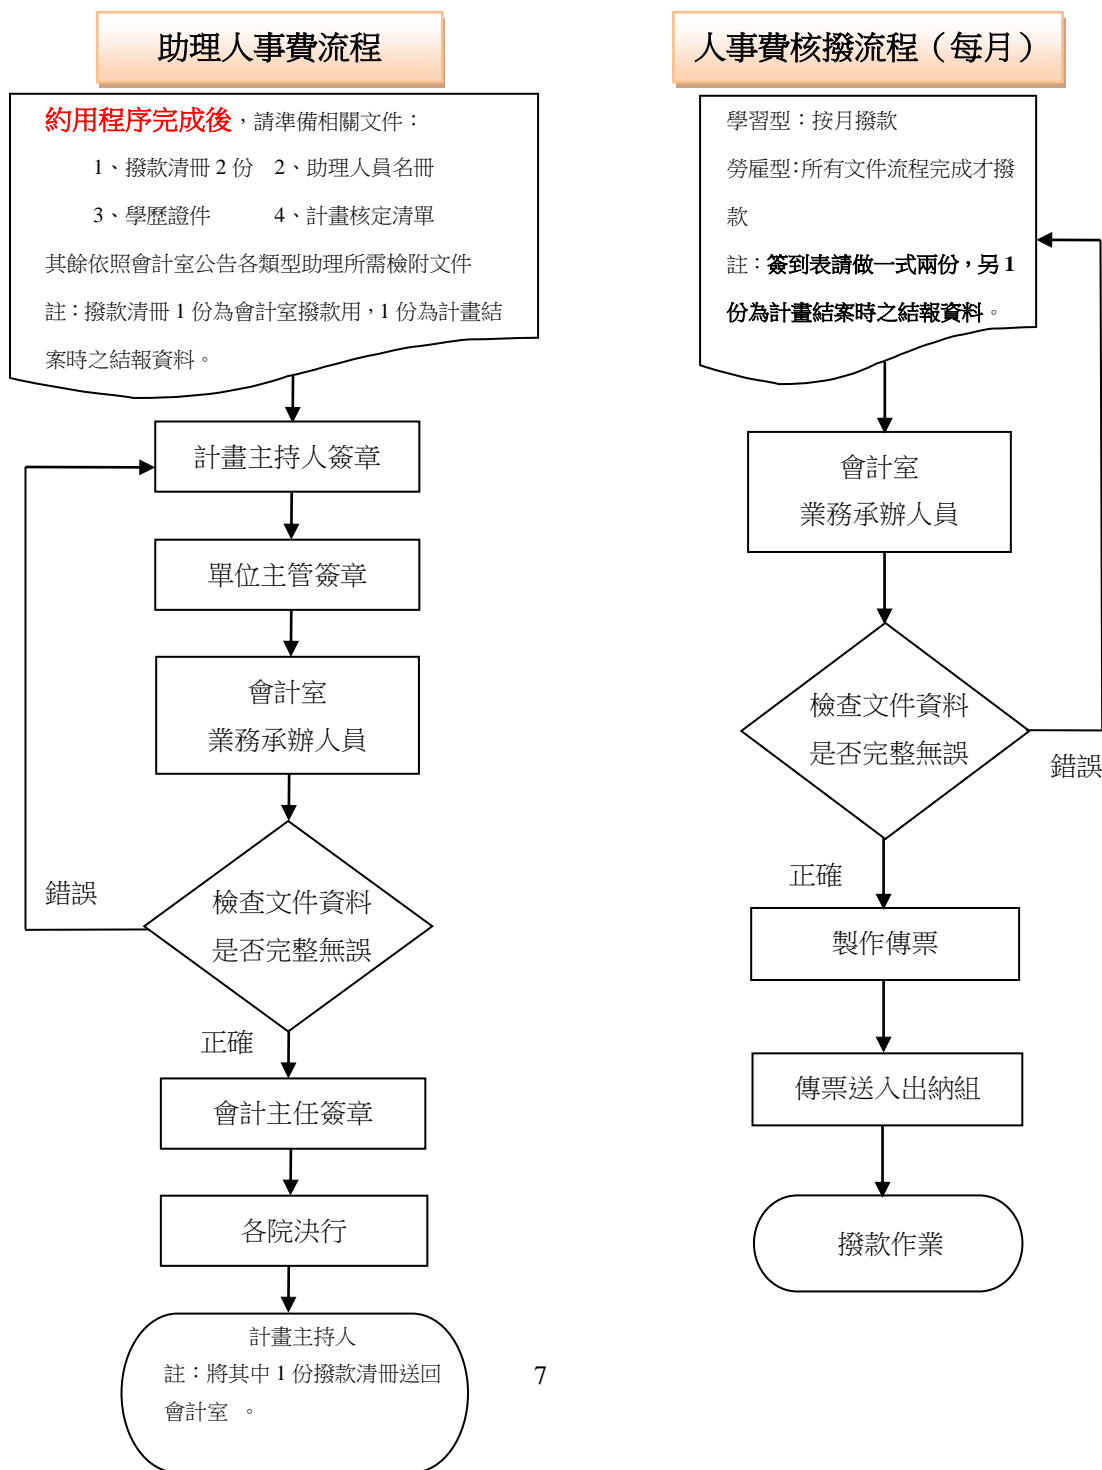 助理人事費流程
約用程序完成後，請準備相關文件：
1、撥款清冊 2 份 2、助理人員名冊
3、學歷證件 4、計畫核定清單
其餘依照會計室公告各類型助理所需檢附文件
註：撥款清冊 1 份為會計室撥款用，1 份為計畫結
案時之結報資料。
計畫主持人簽章
單位主管簽章
會計室
業務承辦人員
錯誤
檢查文件資料
是否完整無誤
正確
會計主任簽章
各院決行
計畫主持人
註：將其中 1 份撥款清冊送回
會計室 。
人事費核撥流程（每月）
學習型：按月撥款
勞雇型：所有文件流程完成才撥
款
註：簽到表請做一式兩份，另 1
份為計畫結案時之結報資料。
會計室
業務承辦人員
檢查文件資料
是否完整無誤
錯誤
正確
製作傳票
傳票送入出納組
撥款作業
7